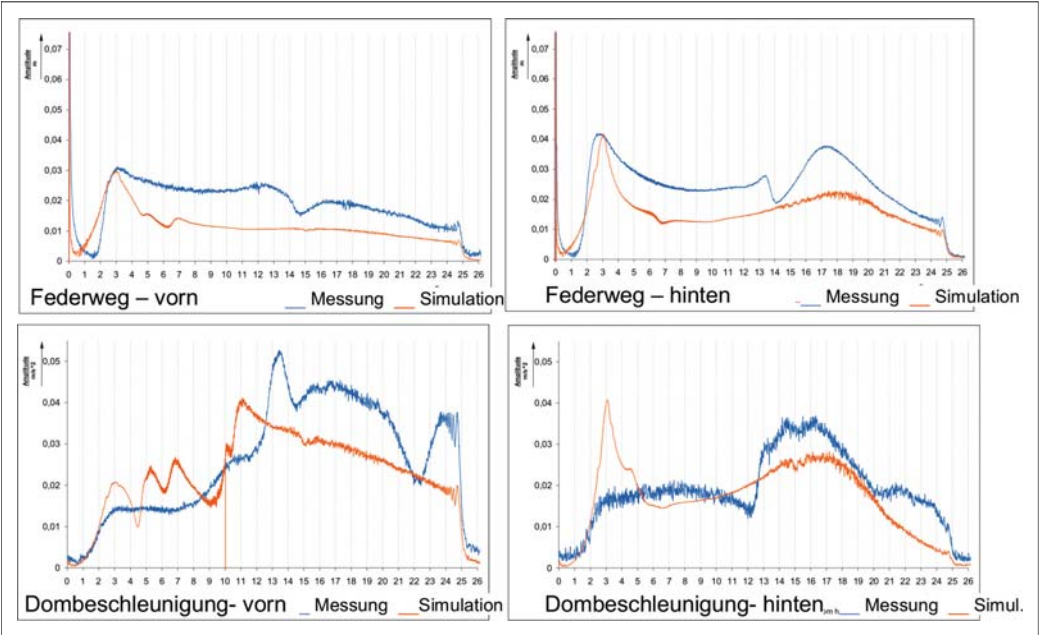 Amplitude
m
0,07
0,06
0,05
0,04
0,03
0,02
0,01
0
0 1 2 3 4 5 6 7 8 9 10 11 12 13 14 15 16 17 18 19 20 21 22 23 24 25 26
Federweg – vorn Messung Simulation
Amplitude
m
0,07
0,06
0,05
0,04
0,03
0,02
0,01
0
0 1 2 3 4 5 6 7 8 9 10 11 12 13 14 15 16 17 18 19 20 21 22 23 24 25 26
Federweg – hinten Messung Simulation
Amplitude
m/s^2
0,05
0,04
0,03
0,02
0,01
0
0 1 2 3 4 5 6 7 8 9 10 11 12 13 14 15 16 17 18 19 20 21 22 23 24 25 26
Dombeschleunigung- vorn Messung Simulation
Amplitude
m/s^2
0,05
0,04
0,03
0,02
0,01
0
0 1 2 3 4 5 6 7 8 9 10 11 12 13 14 15 16 17 18 19 20 21 22 23 24 25 26
Dombeschleunigung- hinten Messung Simul.